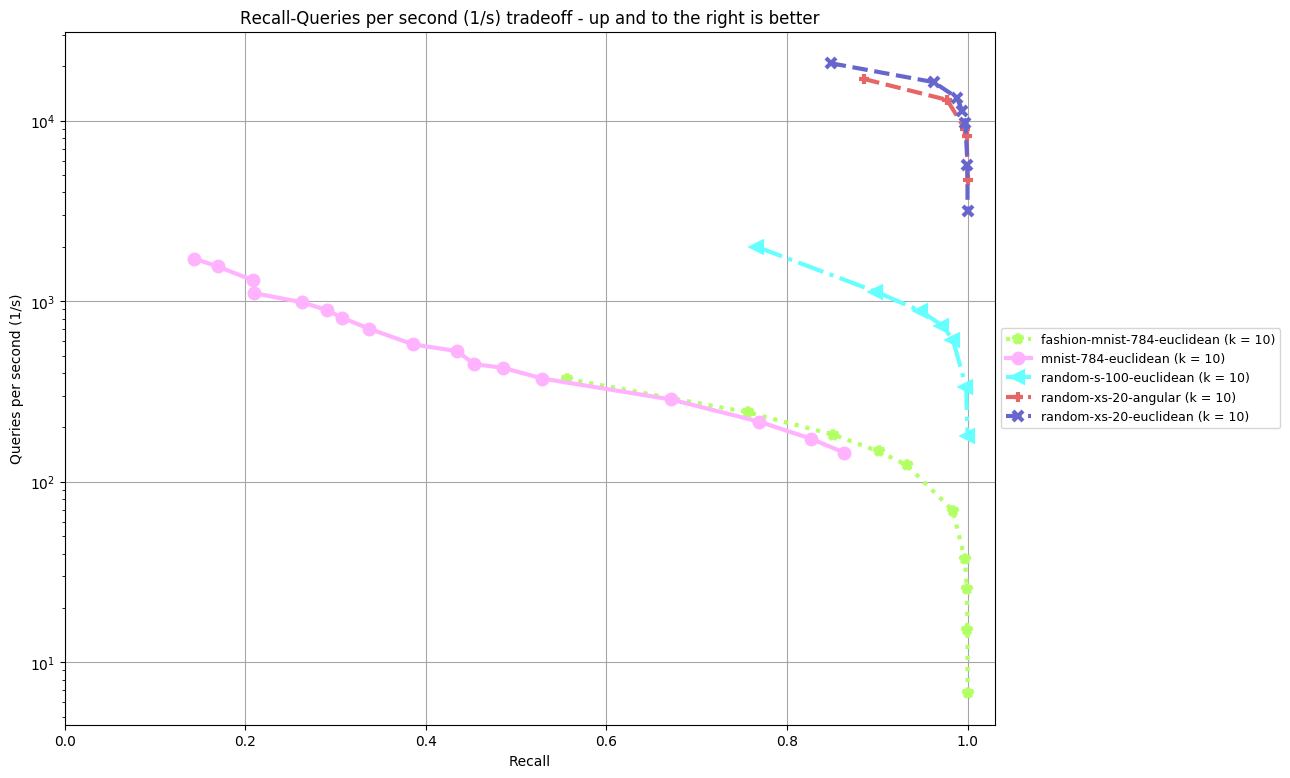 Recall-Queries per second (1/s) tradeoff - up and to the right is better
Queries per second (1/s)
10⁴
10³
10²
10¹
0.0 0.2 0.4 0.6 0.8 1.0
Recall
fashion-mnist-784-euclidean (k = 10)
mnist-784-euclidean (k = 10)
random-s-100-euclidean (k = 10)
random-xs-20-angular (k = 10)
random-xs-20-euclidean (k = 10)